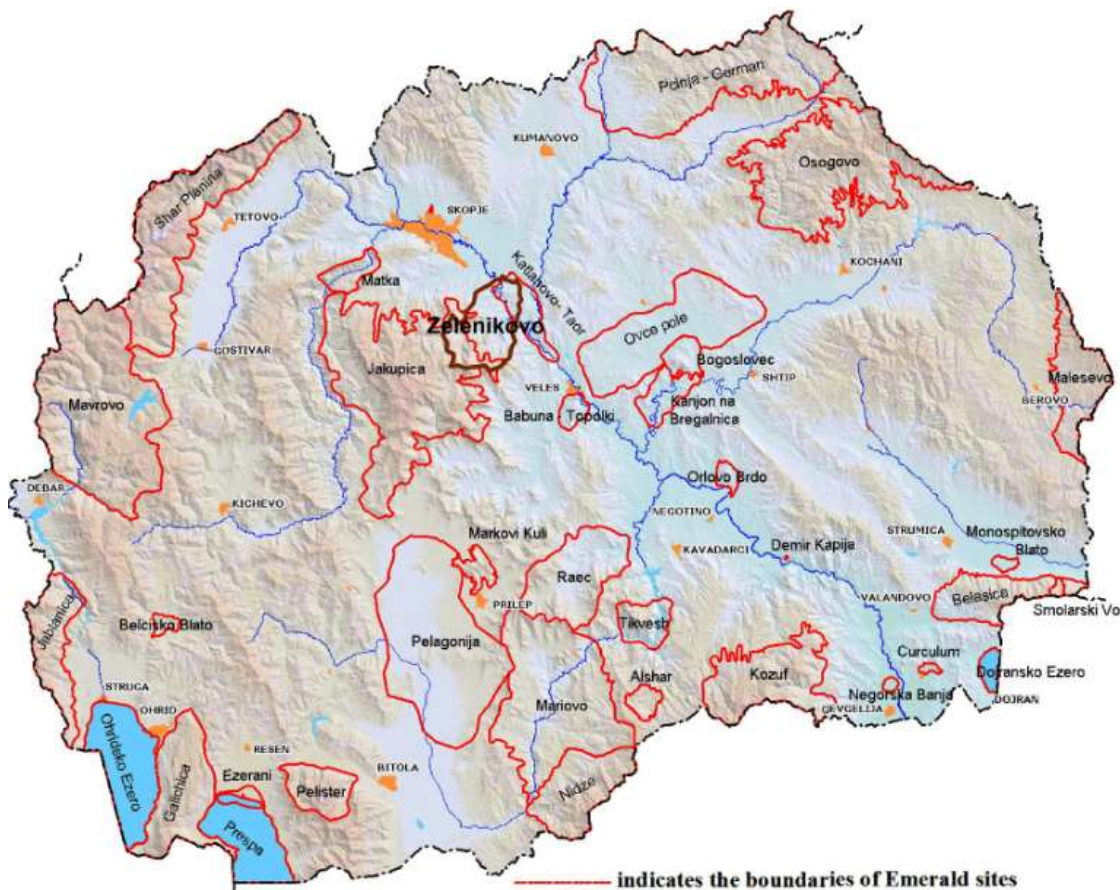 Pcinja - German
KUMANOVO
Osogovo
Shar Planina
TETOVO
SKOPJE
KOCHANI
Matka
Katlanovo- Taor
Zelenikovo
Ovce pole
GOSTIVAR
Jakupica
Bogoslovec
SHTIP
Malesevo
BEROVO
Mavrovo
VELES
Babuna
Topolki
Kanjon na
Bregalnica
DEBAR
KICHEVO
Orlovo Brdo
NEGOTINO
Markovi Kuli
KAVADARCI
Demir Kapija
STRUMICA
Monospitovsko
Blato
Raec
PRILEP
VALANDOVO
Belasica
Smolarski Vo
Jablanica
Belcisko Blato
Pelagonija
Tikvesh
Curculum
Dojransko Ezero
STRUGA
Alshar
Kozuf
Negorska Banja
GEVGELIJA
DOJRAN
OHRID
Mariovo
Ohridsko Ezero
Galichica
RESEN
Ezerani
Pelister
BITOLA
Nidze
Prespa
indicates the boundaries of Emerald sites